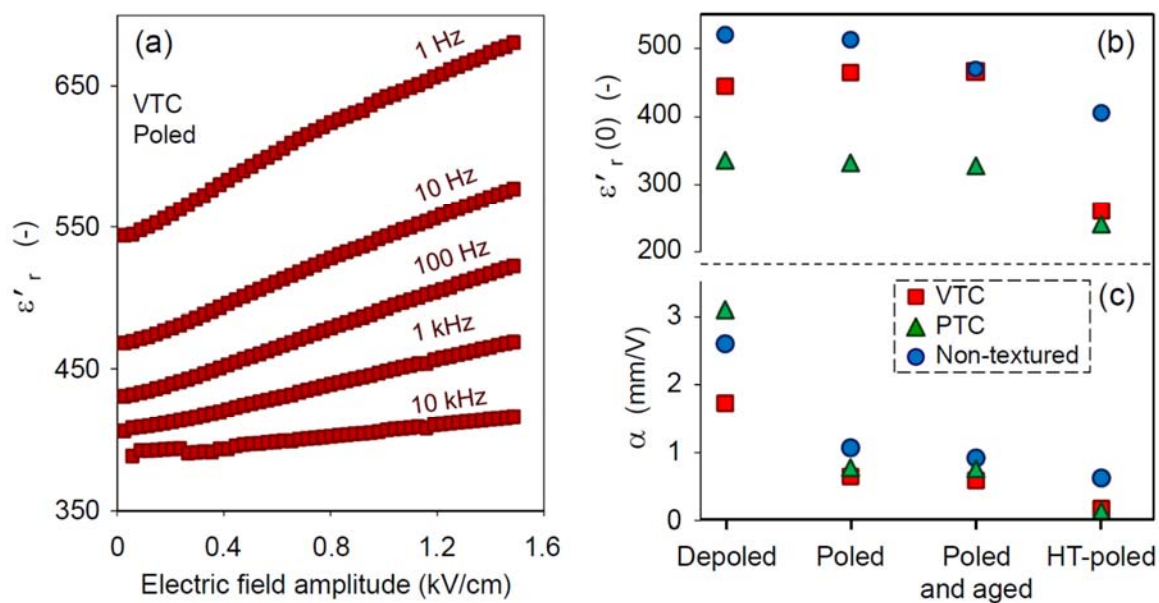 (a)
1 Hz
650
VTC
Poled
10 Hz
550
100 Hz
1 kHz
450
10 kHz
350
ε′r (-)
0 0.4 0.8 1.2 1.6
Electric field amplitude (kV/cm)
(b)
500
400
300
200
ε′r(0) (-)
(c)
VTC
PTC
Non-textured
3
2
1
0
α (mm/V)
Depoled Poled Poled HT-poled
and aged